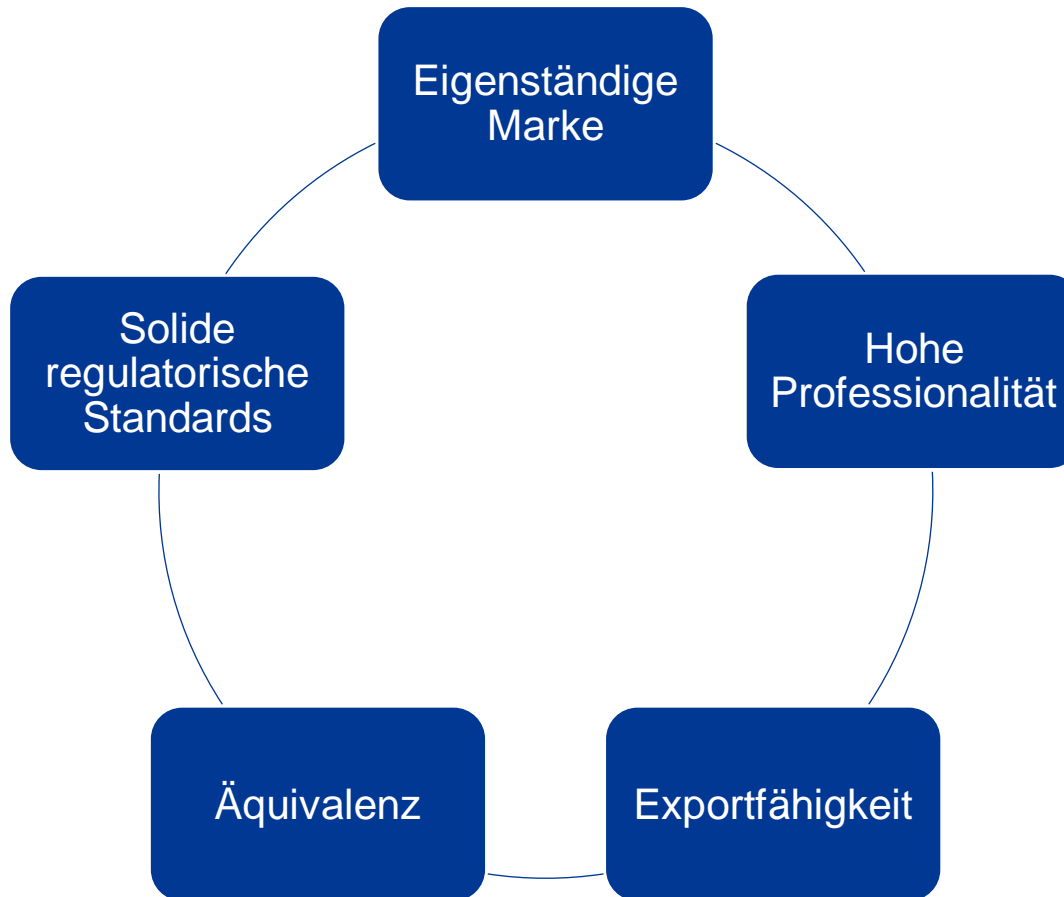 Eigenständige
Marke
Solide
regulatorische
Standards
Hohe
Professionalität
Äquivalenz
Exportfähigkeit